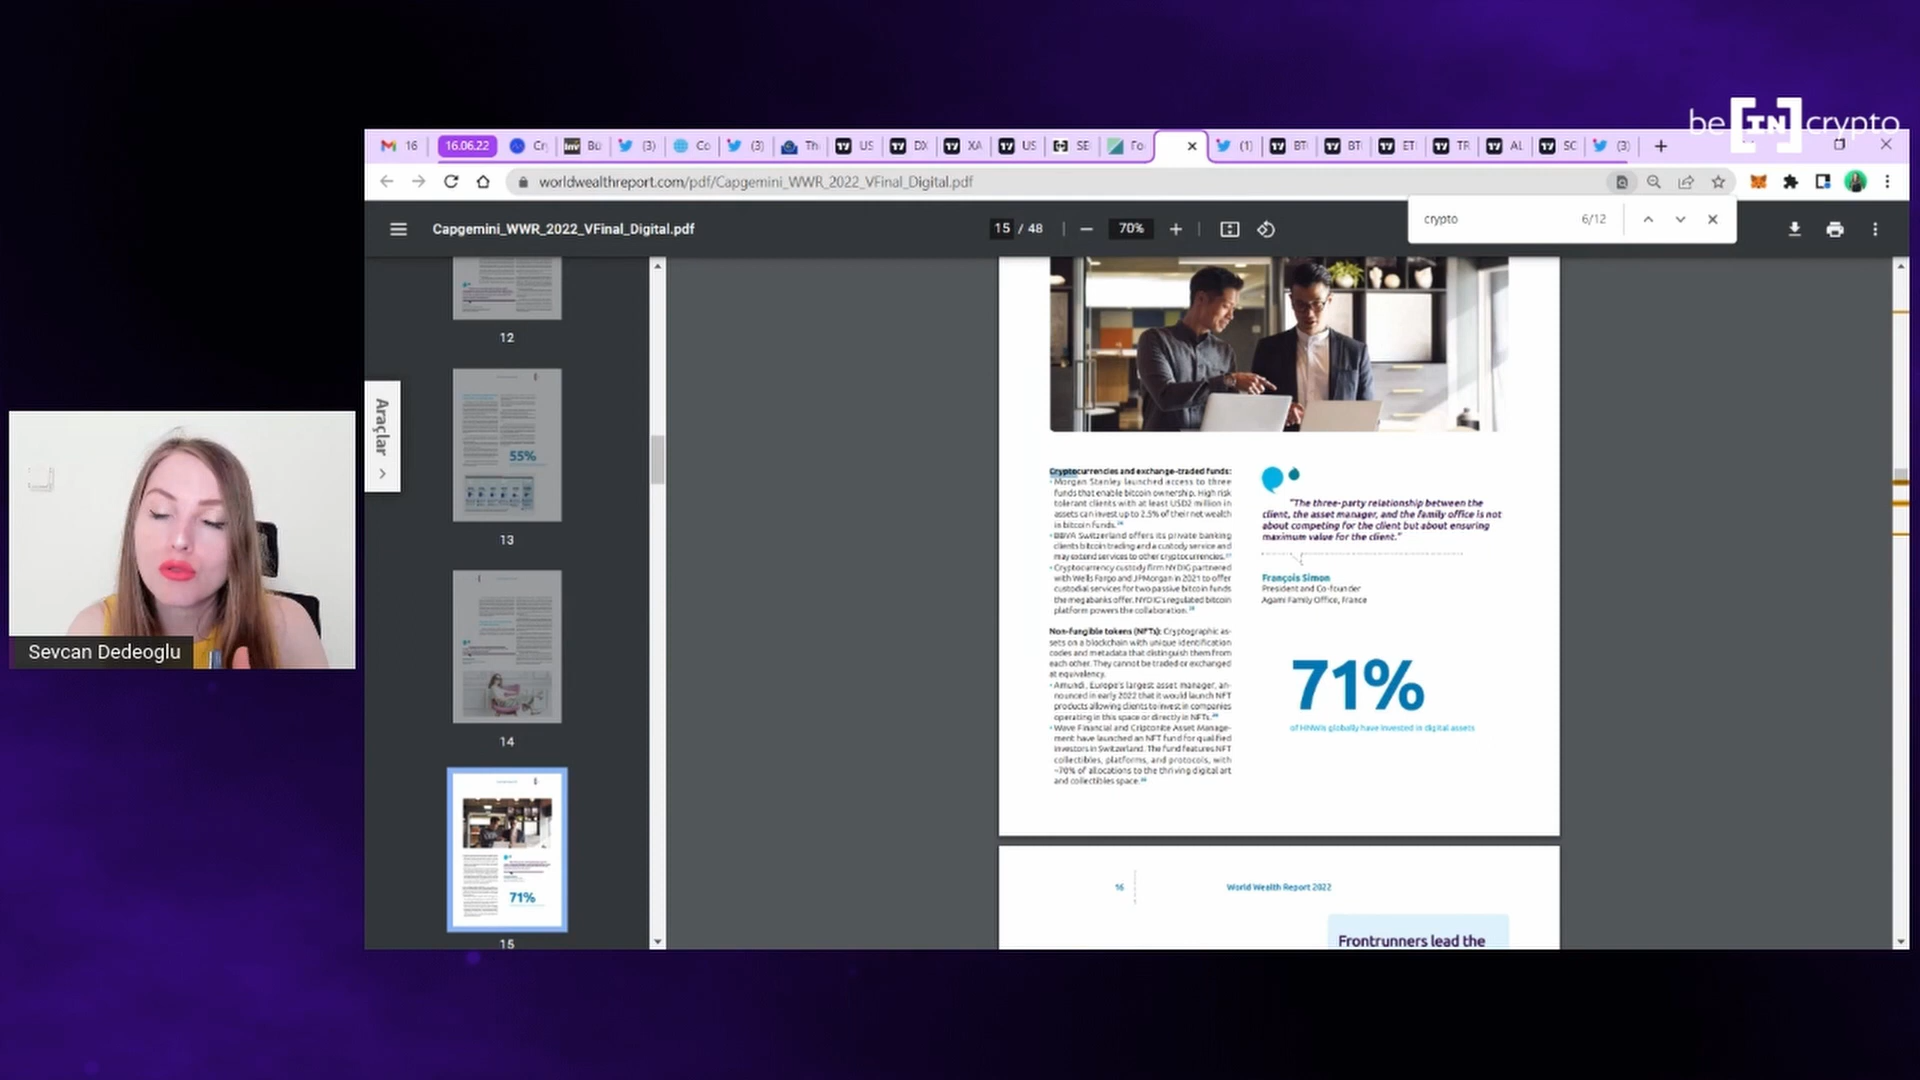 be[IN]crypto
16
16.06.22
Cr
Bü
(3)
Co
(3)
Th
US
DX
XA
US
SE
Fo
(1)
BT
BT
ET
TR
AL
SC
(3)
worldwealthreport.com/pdf/Capgemini_WWR_2022_VFinal_Digital.pdf
crypto
6/12
Capgemini_WWR_2022_VFinal_Digital.pdf
15 / 48
70%
12
55%
13
14
71%
15
Araçlar
Cryptocurrencies and exchange-traded funds:
• Morgan Stanley launched access to three
funds that enable bitcoin ownership. High risk
tolerant clients with at least USD2 million in
assets can invest up to 2.5% of their net wealth
in bitcoin funds.
• BBVA Switzerland offers its private banking
clients bitcoin trading and a custody service and
may extend services to other cryptocurrencies.
• Cryptocurrency custody firm NYDIG partnered
with Wells Fargo and JPMorgan in 2021 to offer
custodial services for two passive bitcoin funds
the megabanks offer. NYDIG's regulated bitcoin
platform powers the collaboration.
Non-fungible tokens (NFTs): Cryptographic as-
sets on a blockchain with unique identification
codes and metadata that distinguish them from
each other. They cannot be traded or exchanged
at equivalency.
• Amundi, Europe's largest asset manager, an-
nounced in early 2022 that it would launch NFT
products allowing clients to invest in companies
operating in this space or directly in NFTs.
• Wave Financial and Criptonite Asset Manage-
ment have launched an NFT fund for qualified
investors in Switzerland. The fund features NFT
collectibles, platforms, and protocols, with
~70% of allocations to the thriving digital art
and collectibles space.
"The three-party relationship between the
client, the asset manager, and the family office is not
about competing for the client but about ensuring
maximum value for the client."
François Simon
President and Co-founder
Agami Family Office, France
71%
of HNWIs globally have invested in digital assets
16
World Wealth Report 2022
Frontrunners lead the
Sevcan Dedeoglu